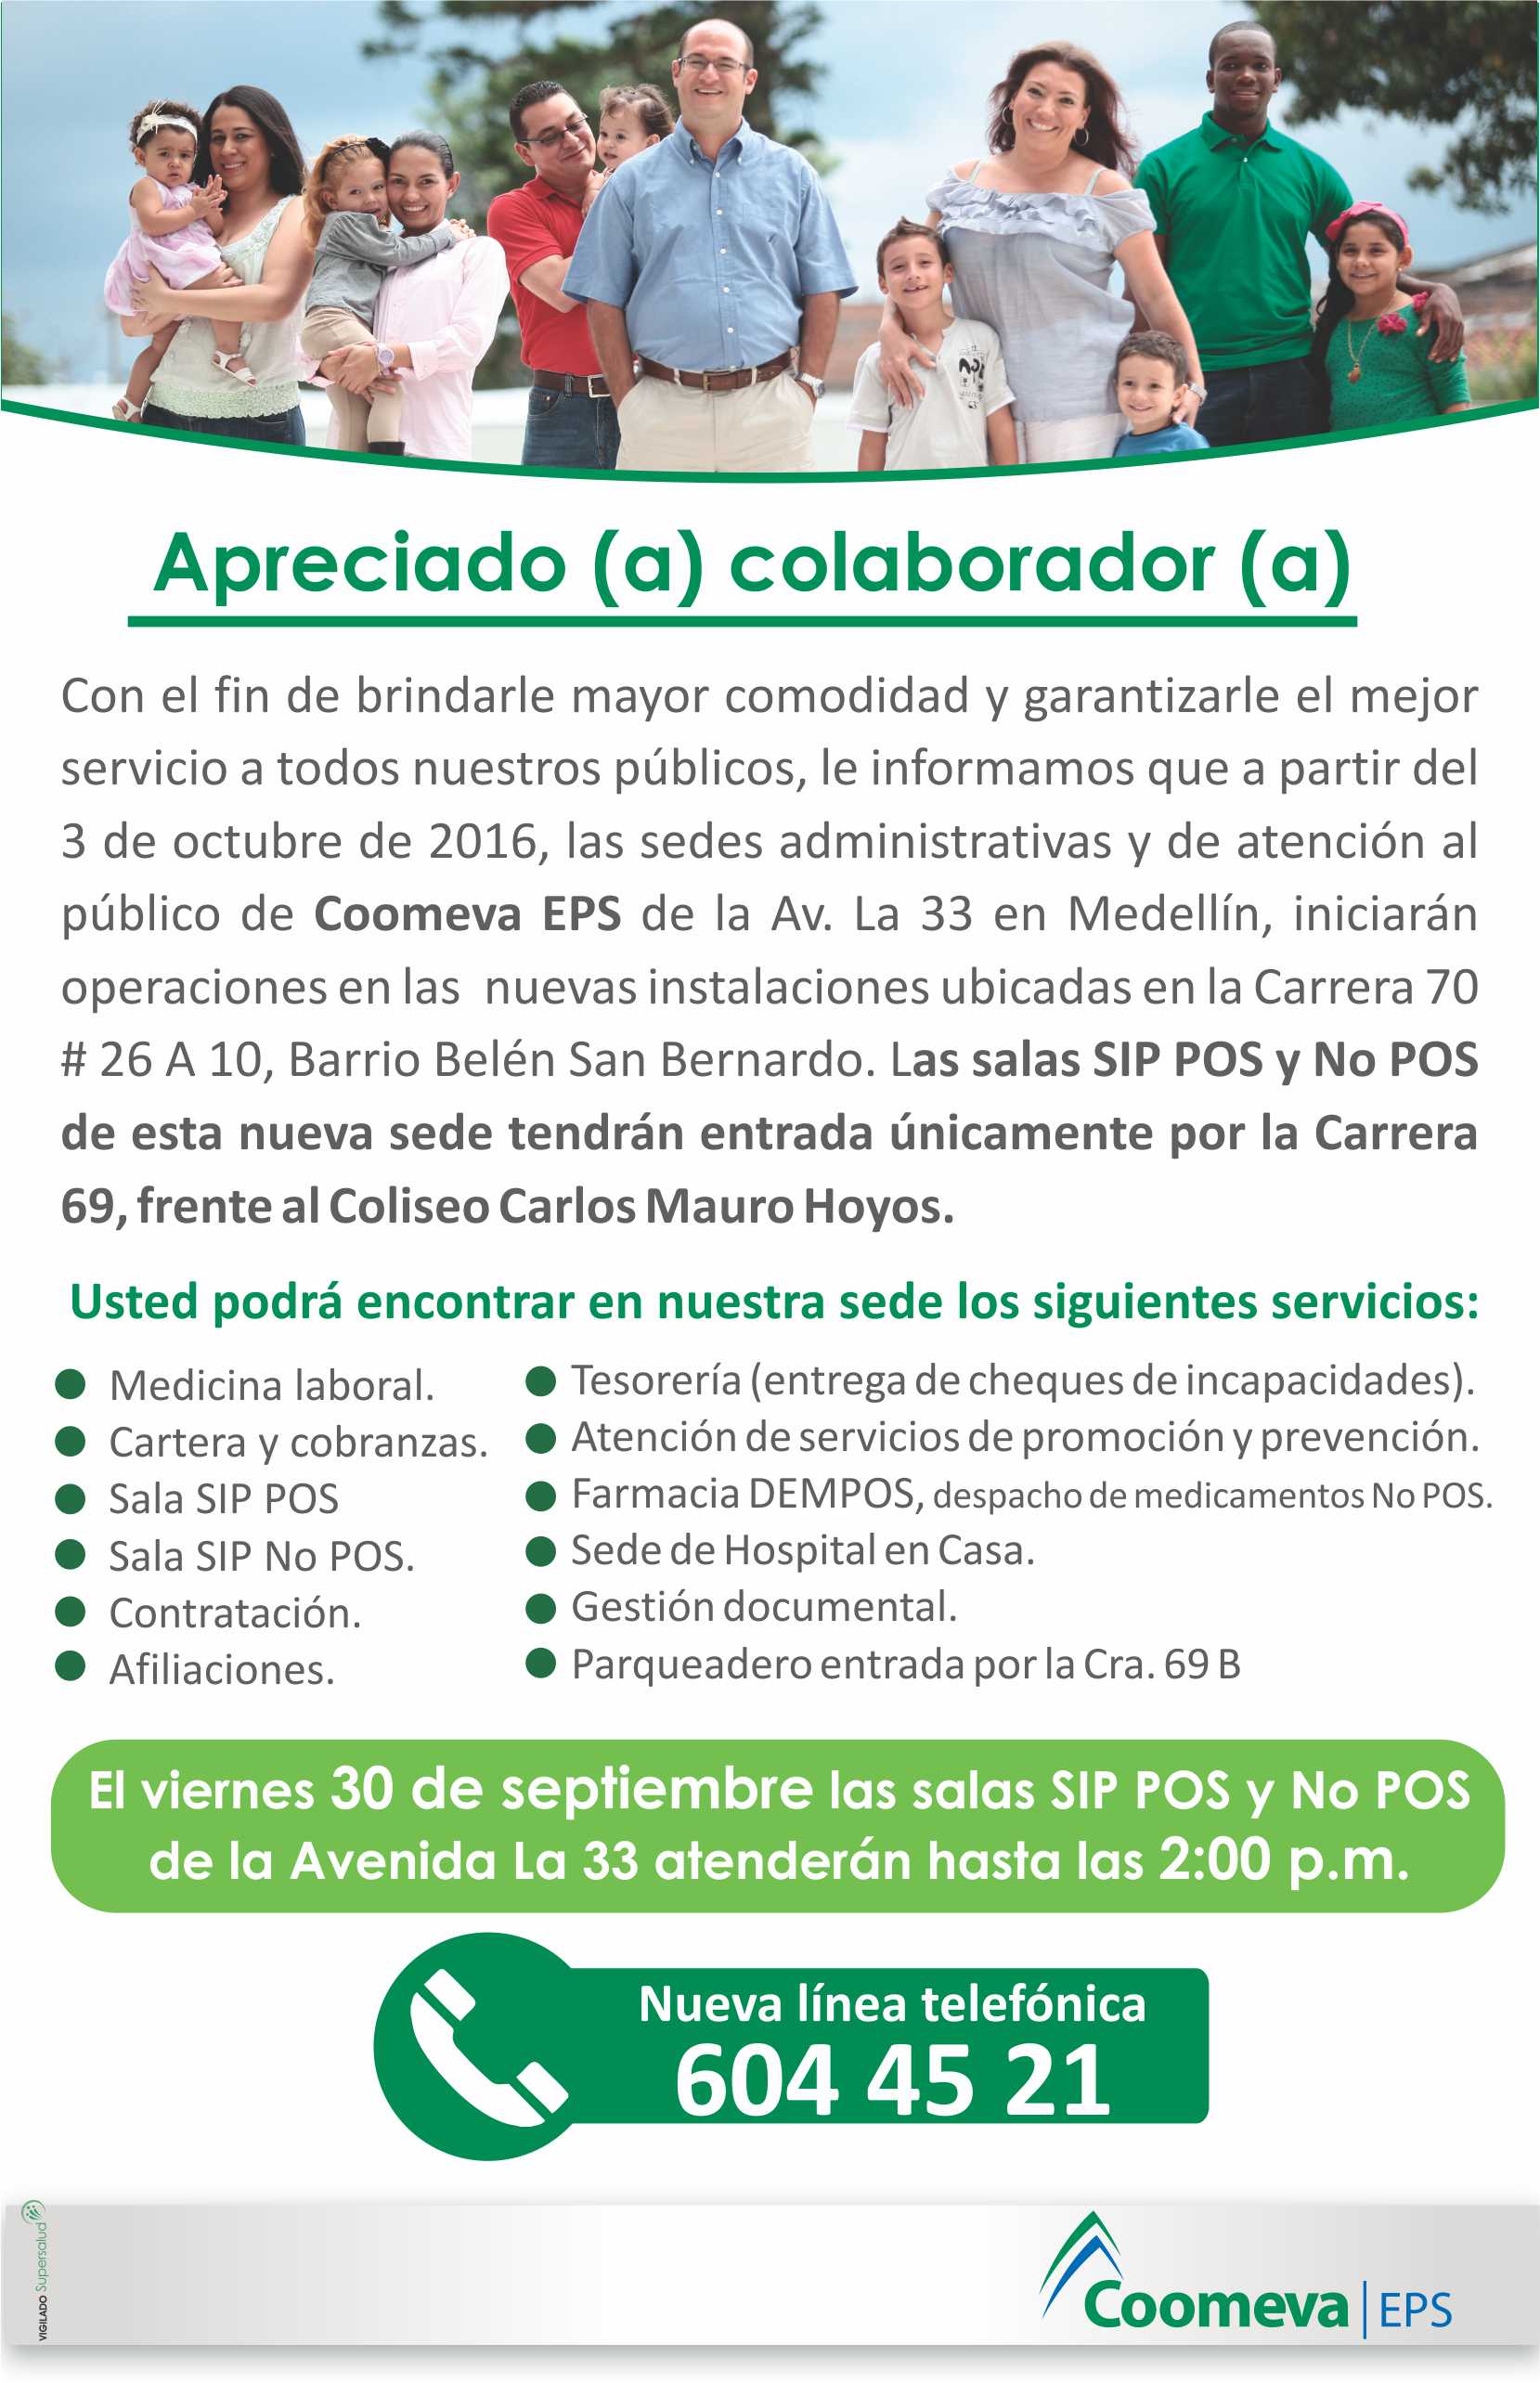 Apreciado (a) colaborador (a)
Con el fin de brindarle mayor comodidad y garantizarle el mejor
servicio a todos nuestros públicos, le informamos que a partir del
3 de octubre de 2016, las sedes administrativas y de atención al
público de Coomeva EPS de la Av. La 33 en Medellín, iniciarán
operaciones en las nuevas instalaciones ubicadas en la Carrera 70
# 26 A 10, Barrio Belén San Bernardo. Las salas SIP POS y No POS
de esta nueva sede tendrán entrada únicamente por la Carrera
69, frente al Coliseo Carlos Mauro Hoyos.
Usted podrá encontrar en nuestra sede los siguientes servicios:
Medicina laboral.
Cartera y cobranzas.
Sala SIP POS
Sala SIP No POS.
Contratación.
Afiliaciones.
Tesorería (entrega de cheques de incapacidades).
Atención de servicios de promoción y prevención.
Farmacia DEMPOS, despacho de medicamentos No POS.
Sede de Hospital en Casa.
Gestión documental.
Parqueadero entrada por la Cra. 69 B
El viernes 30 de septiembre las salas SIP POS y No POS
de la Avenida La 33 atenderán hasta las 2:00 p.m.
Nueva línea telefónica
604 45 21
VIGILADO Supersalud
Coomeva EPS